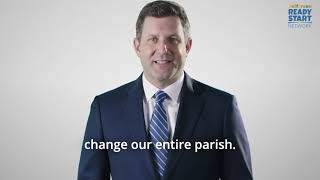 READY
START
NETWORK
change our entire parish.